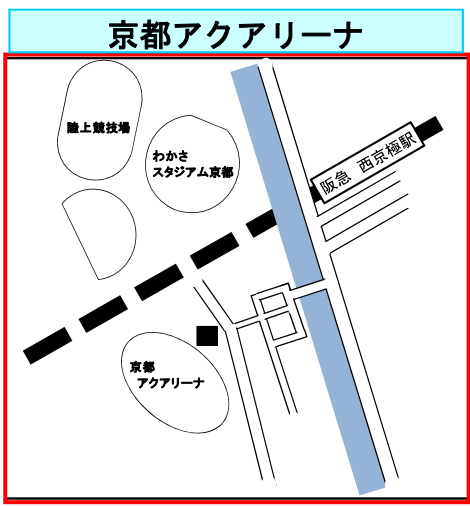 京都アクアリーナ
陸上競技場
わかさ
スタジアム京都
阪急 西京極駅
京都
アクアリーナ